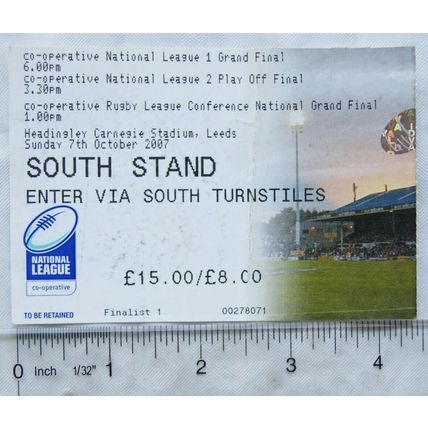 co-operative National League 1 Grand Final
6.00pm
co-operative National League 2 Play Off Final
3.30pm
co-operative Rugby League Conference National Grand Final
1.00pm
Headingley Carnegie Stadium, Leeds
Sunday 7th October 2007
SOUTH STAND
ENTER VIA SOUTH TURNSTILES
NATIONAL
LEAGUE
co-operative
£15.00/£8.00
TO BE RETAINED
Finalist 1
00278071
0 Inch 1/32" 1 2 3 4